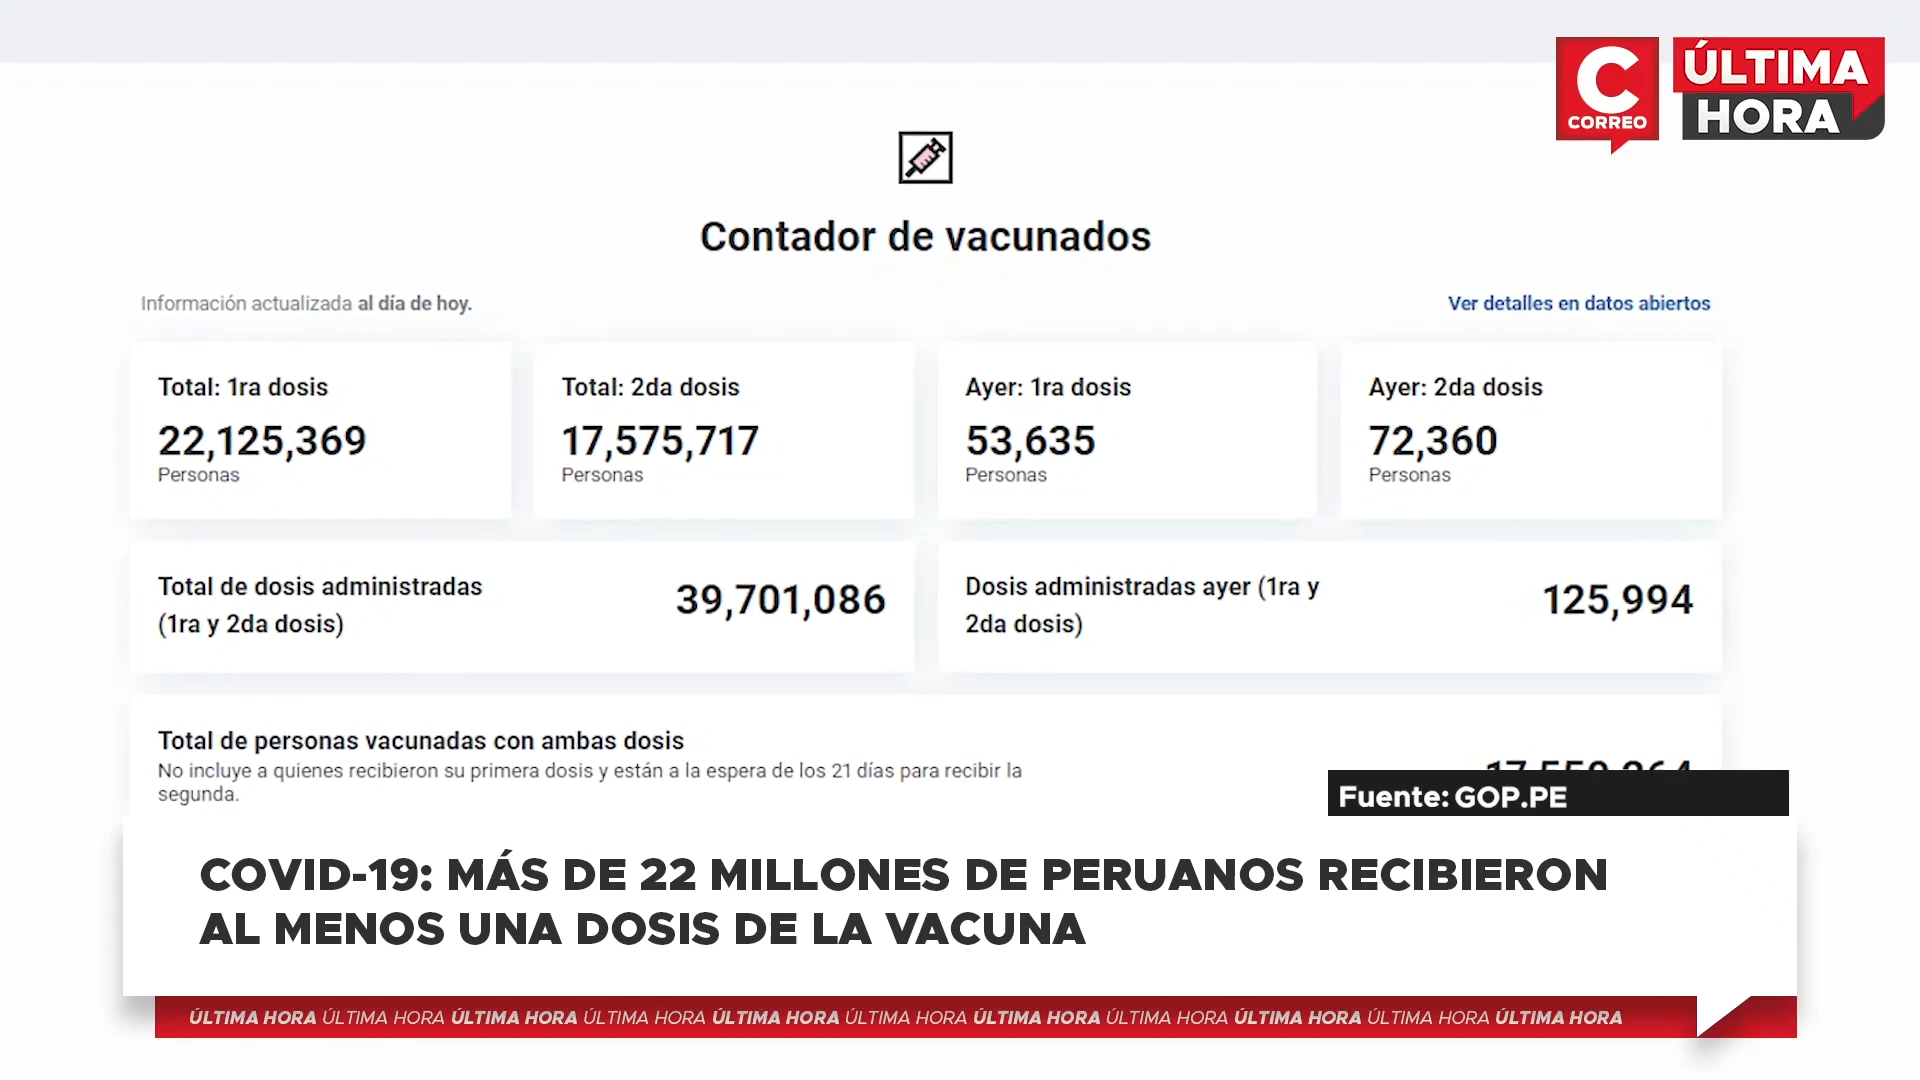 C
CORREO
ÚLTIMA
HORA
Contador de vacunados
Información actualizada al día de hoy.
Ver detalles en datos abiertos
Total: 1ra dosis
22,125,369
Personas
Total: 2da dosis
17,575,717
Personas
Ayer: 1ra dosis
53,635
Personas
Ayer: 2da dosis
72,360
Personas
Total de dosis administradas
(1ra y 2da dosis)
39,701,086
Dosis administradas ayer (1ra y
2da dosis)
125,994
Total de personas vacunadas con ambas dosis
No incluye a quienes recibieron su primera dosis y están a la espera de los 21 días para recibir la
segunda.
Fuente: GOP.PE
COVID-19: MÁS DE 22 MILLONES DE PERUANOS RECIBIERON
AL MENOS UNA DOSIS DE LA VACUNA
ÚLTIMA HORA ÚLTIMA HORA ÚLTIMA HORA ÚLTIMA HORA ÚLTIMA HORA ÚLTIMA HORA ÚLTIMA HORA ÚLTIMA HORA ÚLTIMA HORA ÚLTIMA HORA ÚLTIMA HORA